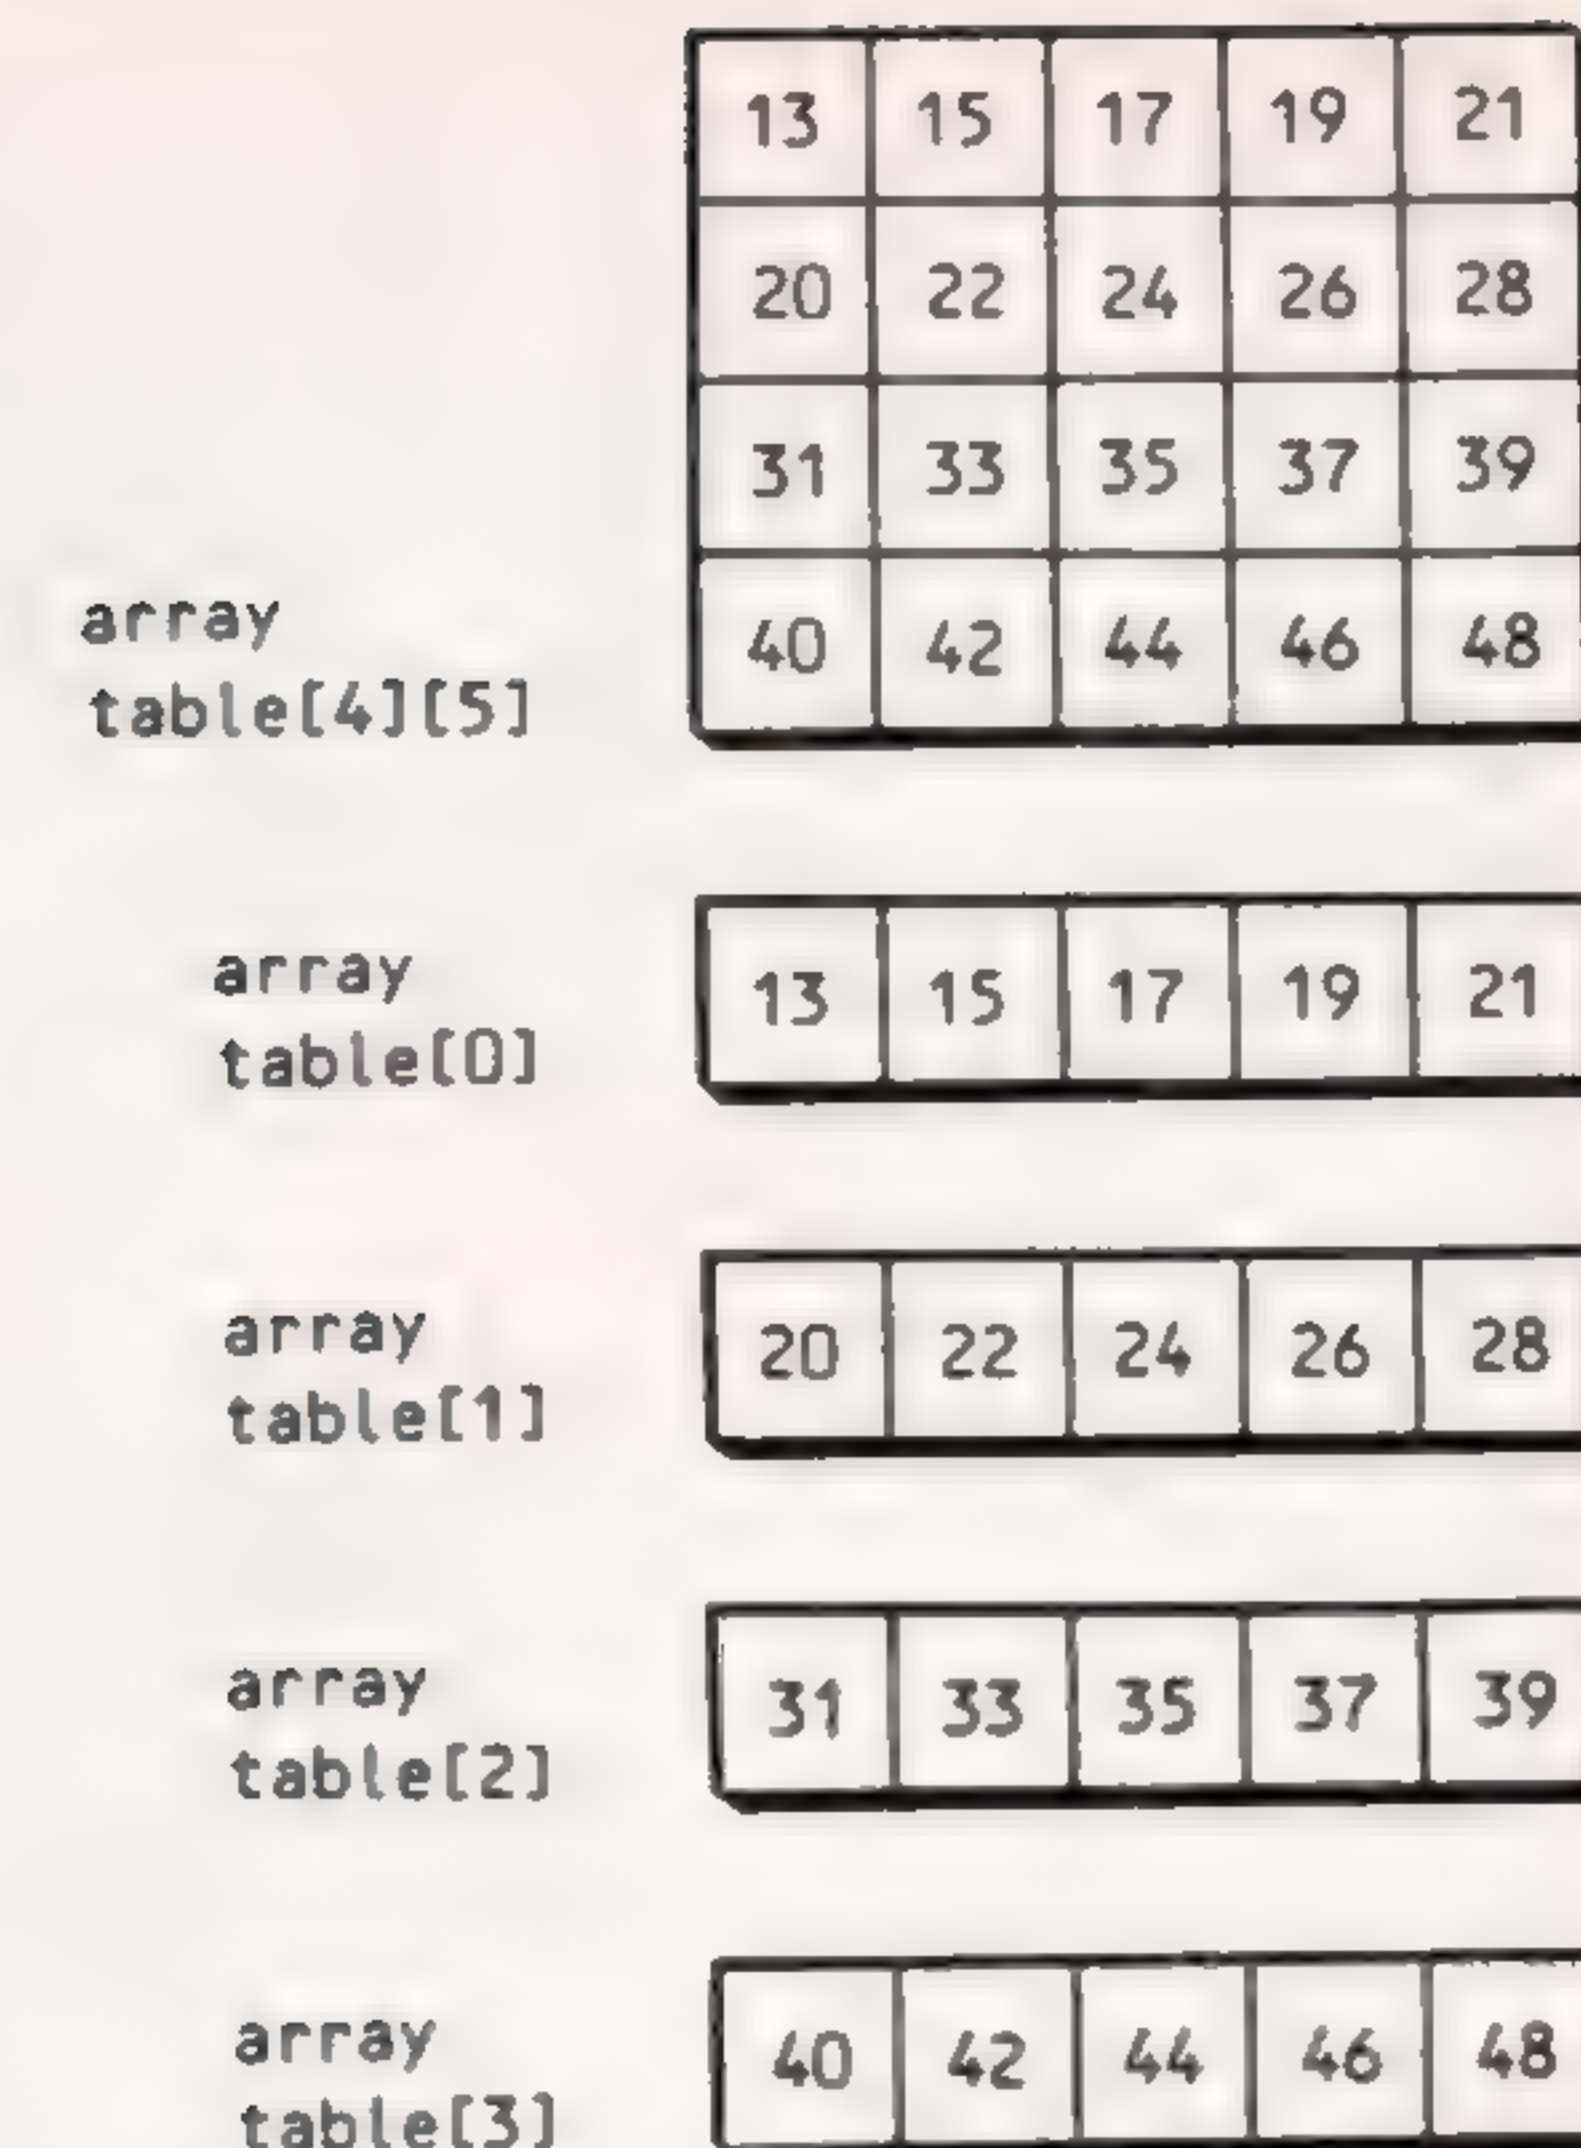 13 15 17 19 21
20 22 24 26 28
31 33 35 37 39
40 42 44 46 48
array
table[4][5]
array
table[0]
13 15 17 19 21
array
table[1]
20 22 24 26 28
array
table[2]
31 33 35 37 39
array
table[3]
40 42 44 46 48